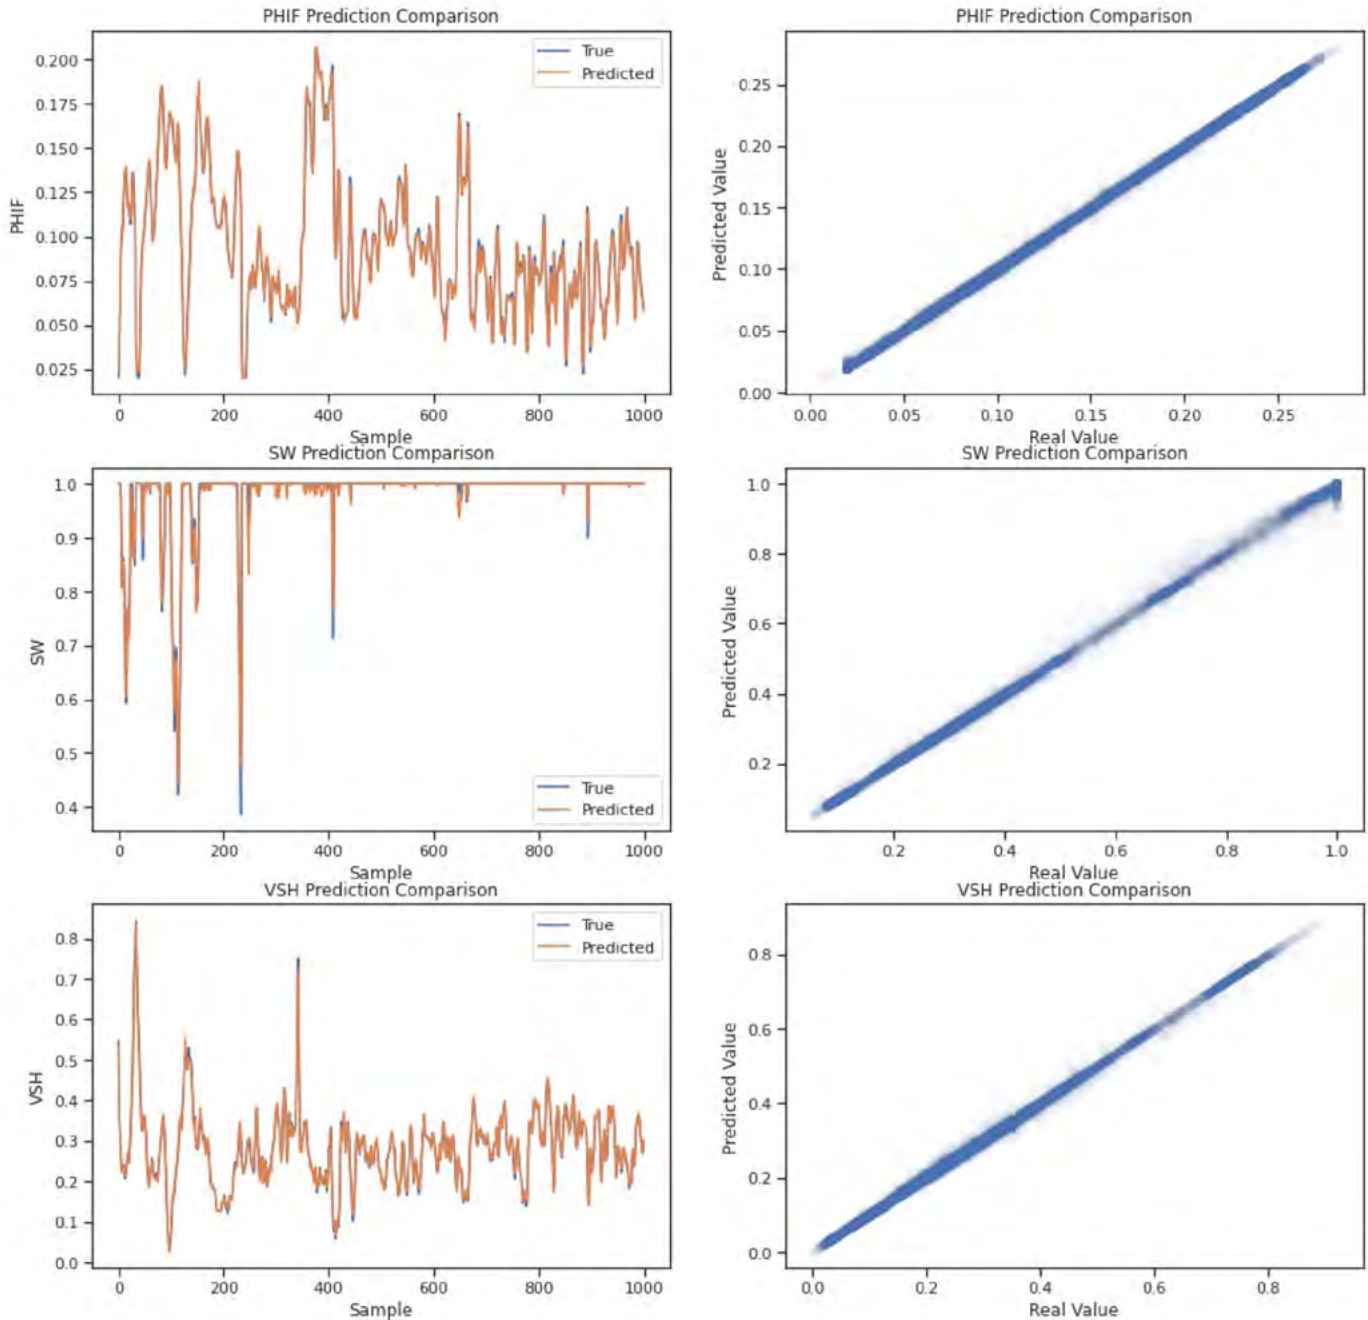 PHIF Prediction Comparison
PHIF
0.200
0.175
0.150
0.125
0.100
0.075
0.050
0.025
True
Predicted
0 200 400 600 800 1000
Sample
PHIF Prediction Comparison
Predicted Value
0.25
0.20
0.15
0.10
0.05
0.00
0.00 0.05 0.10 0.15 0.20 0.25
Real Value
SW Prediction Comparison
SW
1.0
0.9
0.8
0.7
0.6
0.5
0.4
True
Predicted
0 200 400 600 800 1000
Sample
SW Prediction Comparison
Predicted Value
1.0
0.8
0.6
0.4
0.2
0.2 0.4 0.6 0.8 1.0
Real Value
VSH Prediction Comparison
VSH
0.8
0.7
0.6
0.5
0.4
0.3
0.2
0.1
0.0
True
Predicted
0 200 400 600 800 1000
Sample
VSH Prediction Comparison
Predicted Value
0.8
0.6
0.4
0.2
0.0
0.0 0.2 0.4 0.6 0.8
Real Value